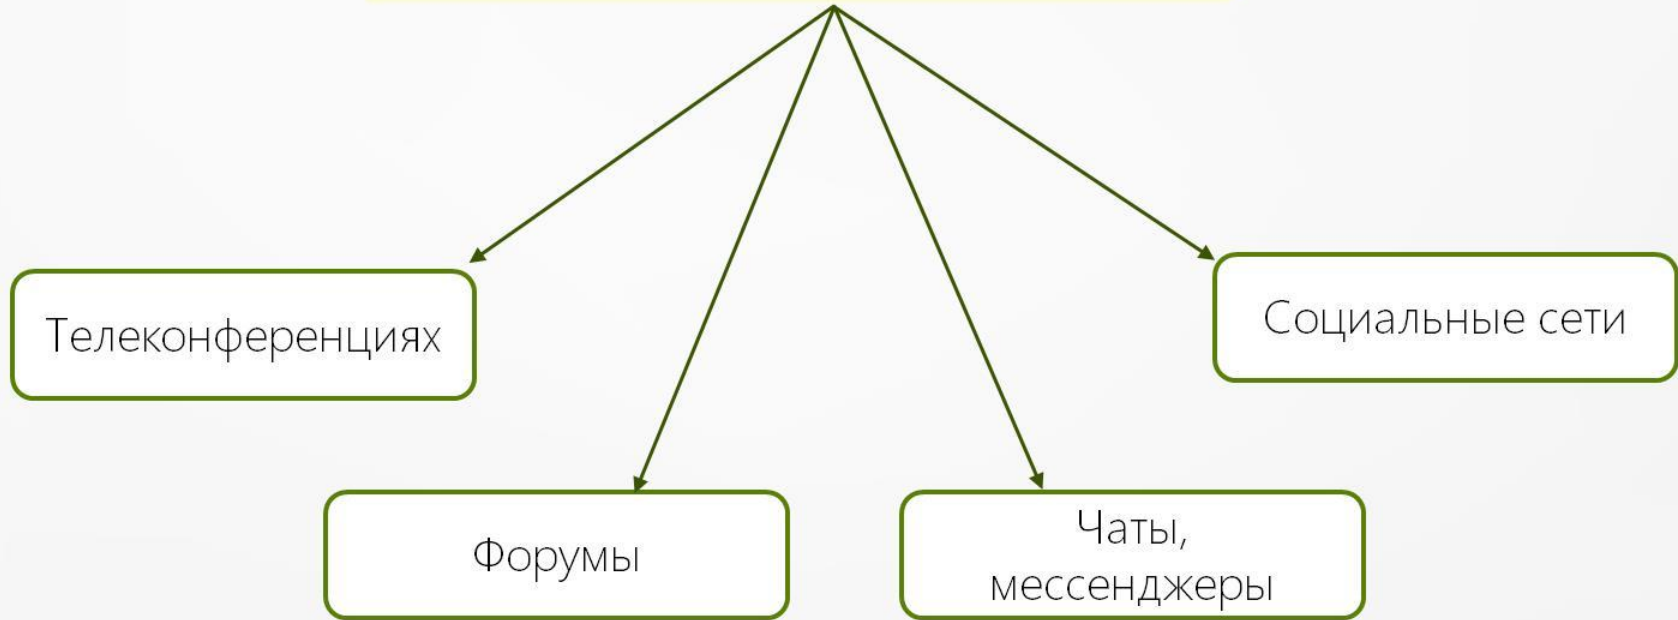 Телеконференциях
Социальные сети
Форумы
Чаты,
мессенджеры